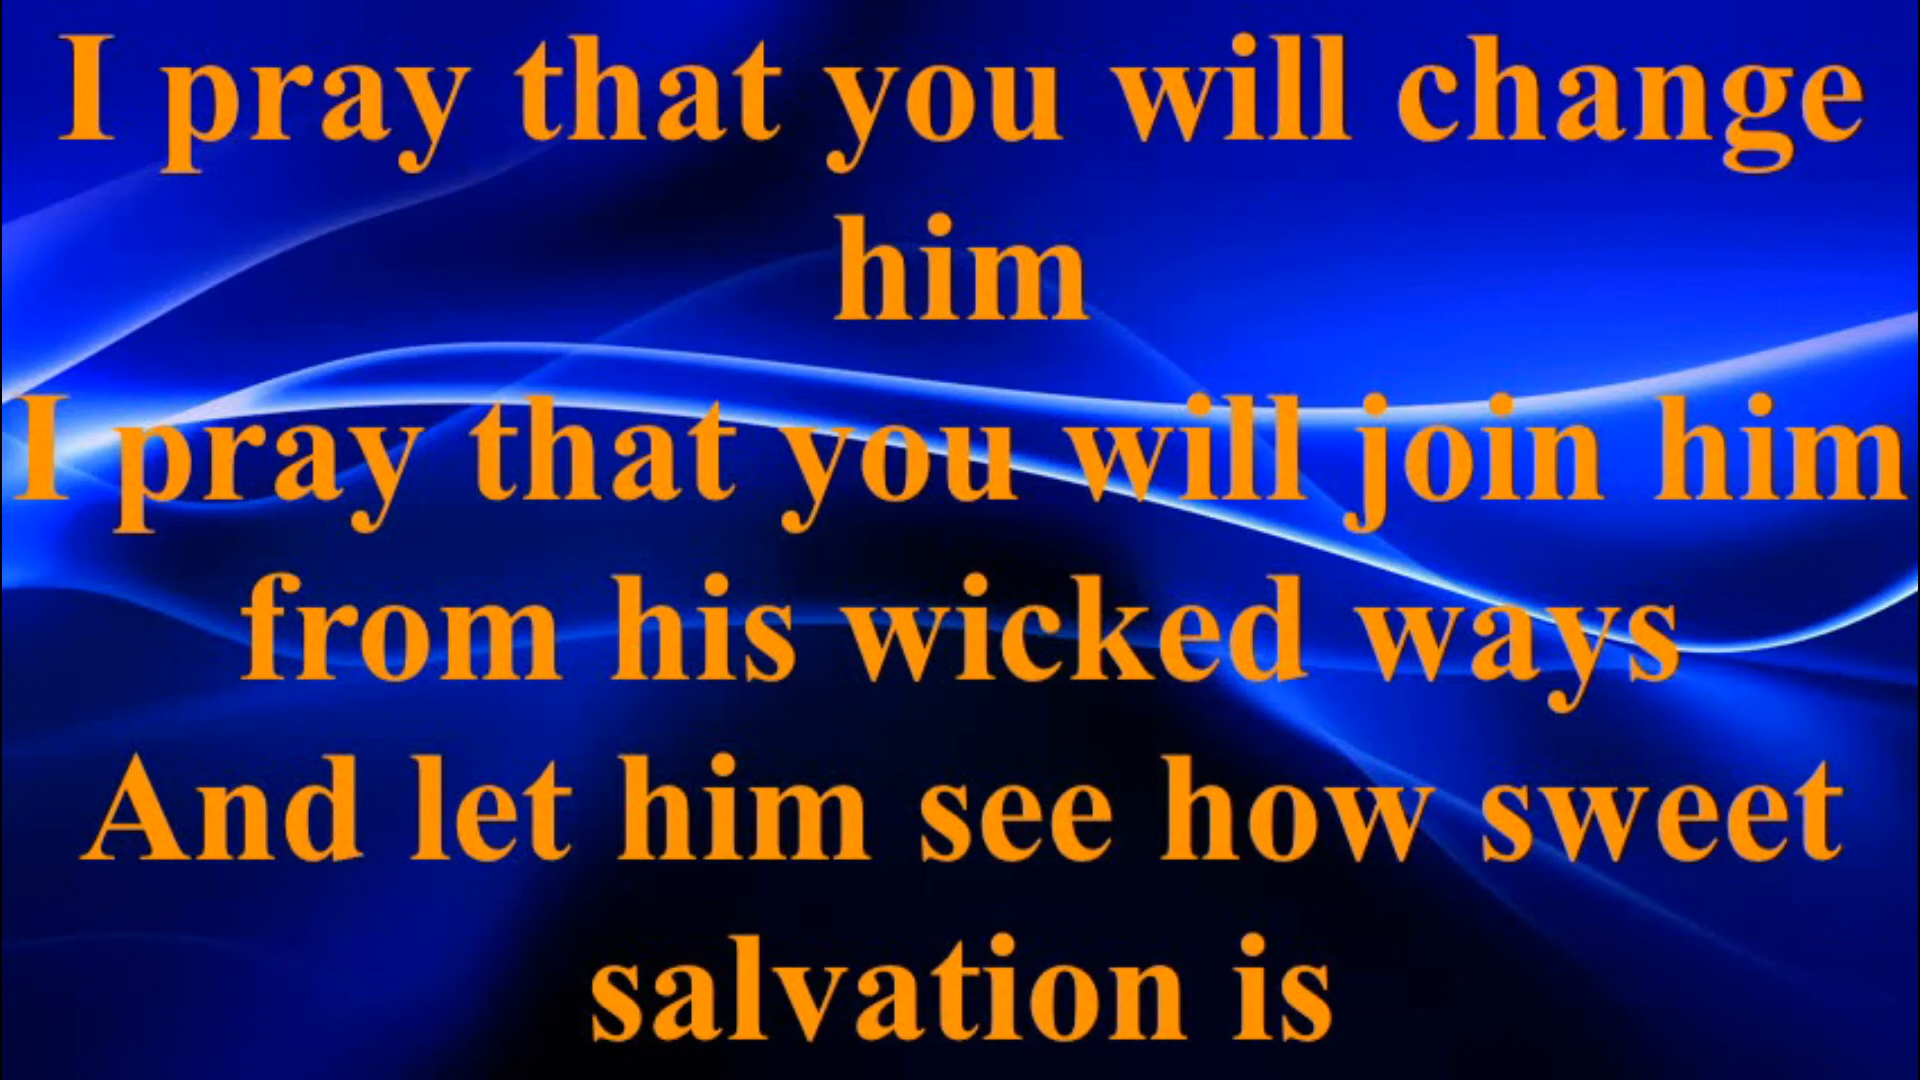 I pray that you will change
him
I pray that you will join him
from his wicked ways
And let him see how sweet
salvation is